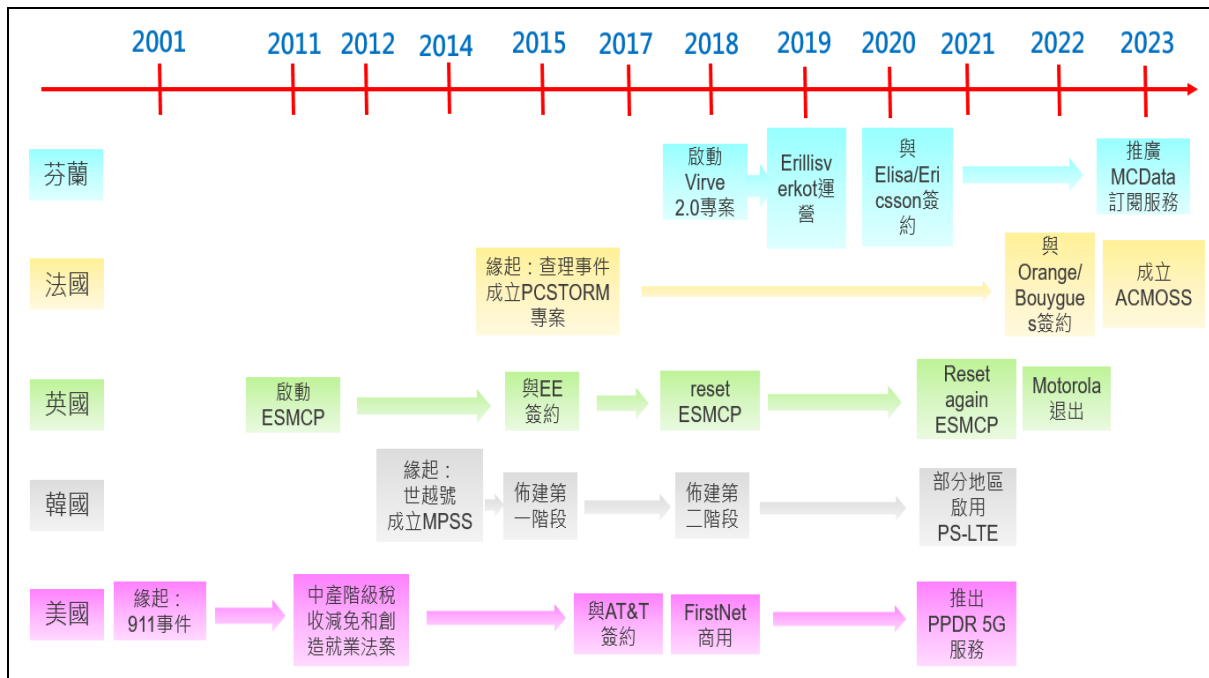 2001 2011 2012 2014 2015 2017 2018 2019 2020 2021 2022 2023
芬蘭
啟動
Virve
2.0專案
Erillisv
erkot運
營
與
Elisa/Eri
csson簽
約
推廣
MCData
訂閱服務
法國
緣起：查理事件
成立PCSTORM
專案
與
Orange/
Bouygue
s簽約
成立
ACMOSS
英國
啟動
ESMCP
與EE
簽約
reset
ESMCP
Reset
again
ESMCP
Motorola
退出
韓國
緣起：
世越號
成立MPSS
佈建第
一階段
佈建第
二階段
部分地區
啟用
PS-LTE
美國
緣起：
911事件
中產階級稅
收減免和創
造就業法案
與AT&T
簽約
FirstNet
商用
推出
PPDR 5G
服務